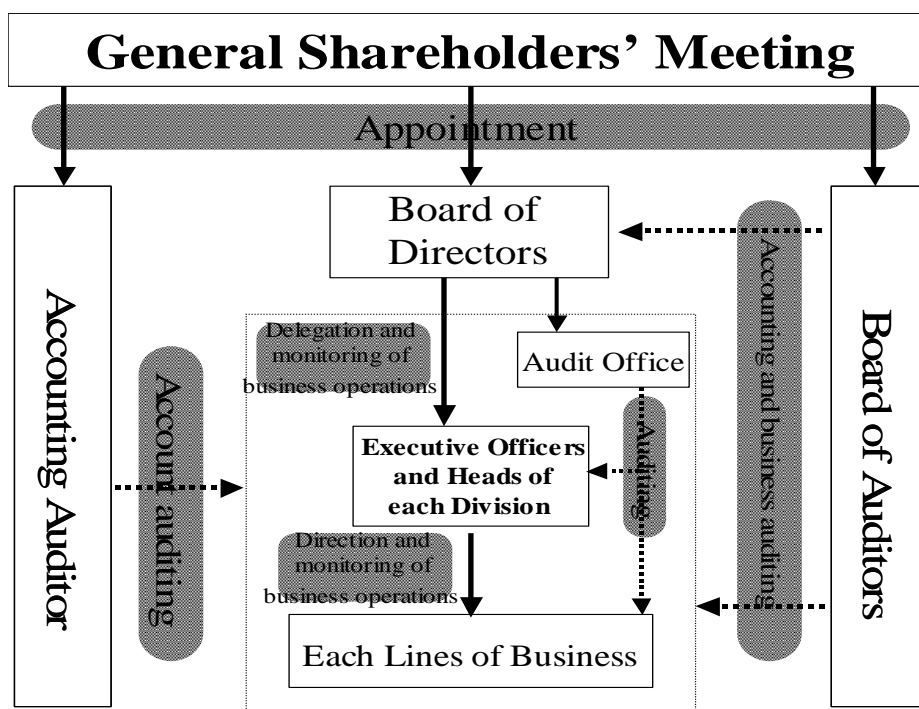 General Shareholders’ Meeting
Appointment
Board of
Directors
Accounting Auditor
Account auditing
Delegation and
monitoring of
business operations
Audit Office
Auditing
Executive Officers
and Heads of
each Division
Direction and
monitoring of
business operations
Each Lines of Business
Accounting and business auditing
Board of Auditors